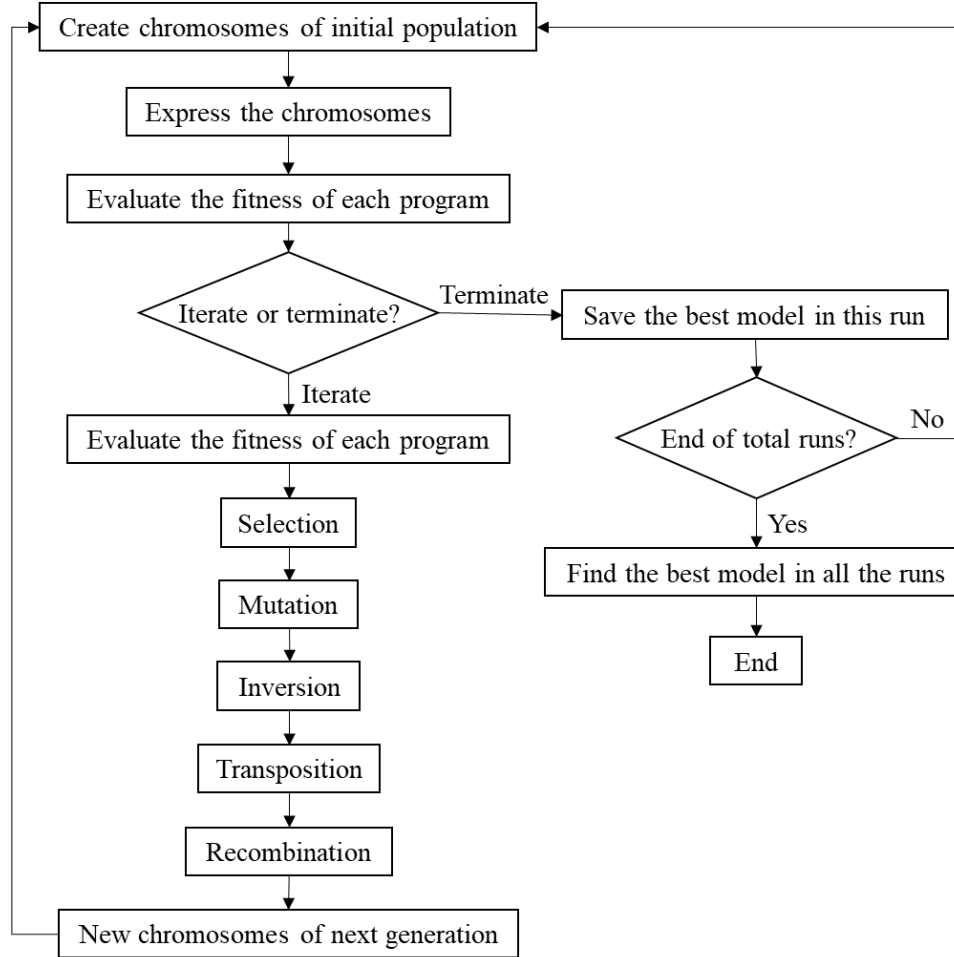 Create chromosomes of initial population
Express the chromosomes
Evaluate the fitness of each program
Iterate or terminate?
Terminate
Save the best model in this run
Iterate
Evaluate the fitness of each program
End of total runs?
No
Selection
Yes
Mutation
Find the best model in all the runs
Inversion
End
Transposition
Recombination
New chromosomes of next generation